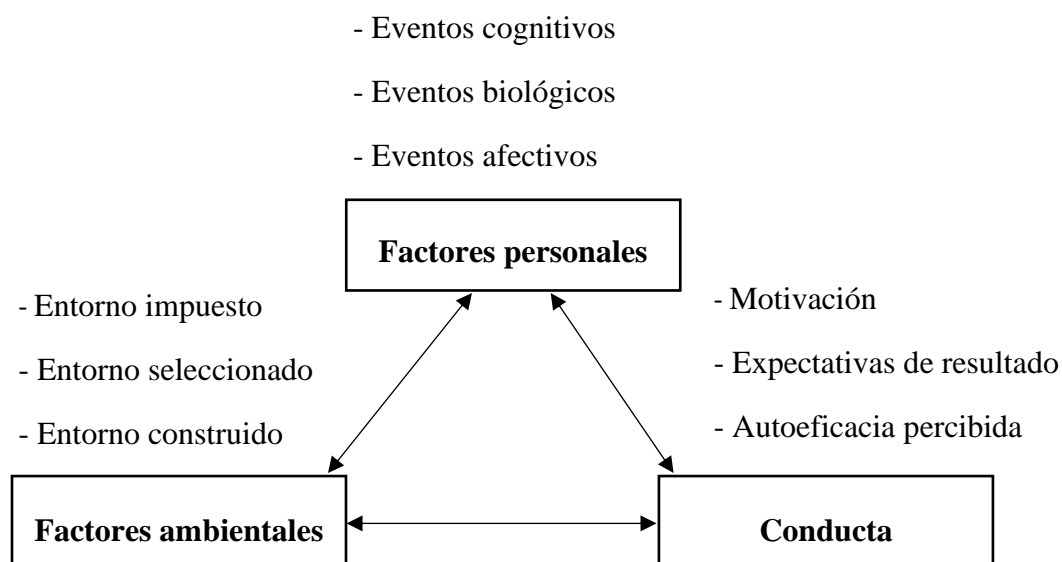 - Eventos cognitivos
- Eventos biológicos
- Eventos afectivos
Factores personales
- Entorno impuesto
- Entorno seleccionado
- Entorno construido
- Motivación
- Expectativas de resultado
- Autoeficacia percibida
Factores ambientales
Conducta